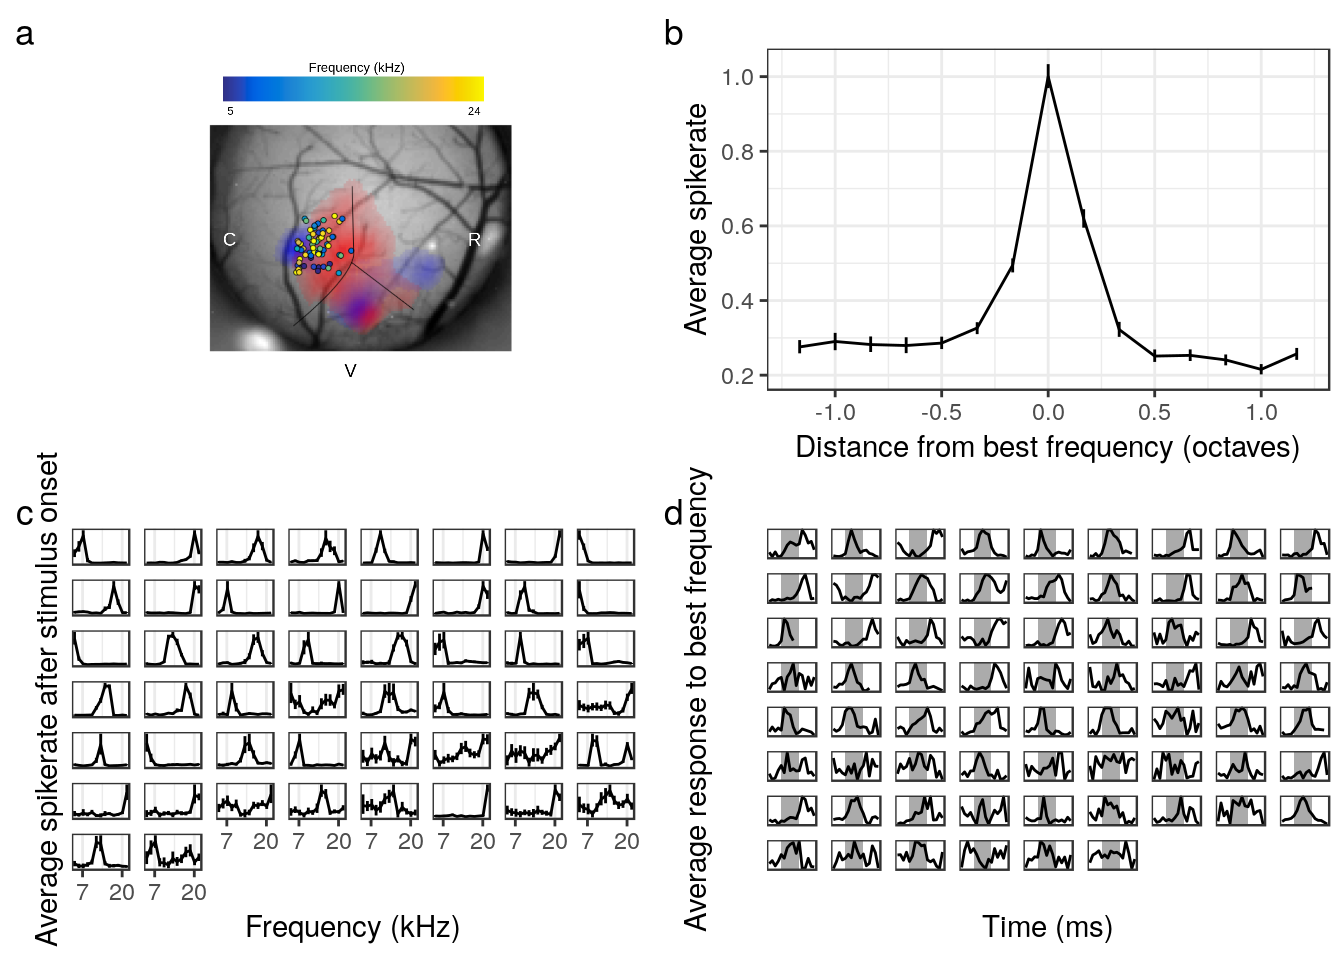 a
Frequency (kHz)
5 24
C R
V
b
Average spikerate
1.0
0.8
0.6
0.4
0.2
-1.0 -0.5 0.0 0.5 1.0
Distance from best frequency (octaves)
c
Average spikerate after stimulus onset
7 20 7 20 7 20 7 20 7 20 7 20
7 20 7 20
Frequency (kHz)
d
Average response to best frequency
Time (ms)